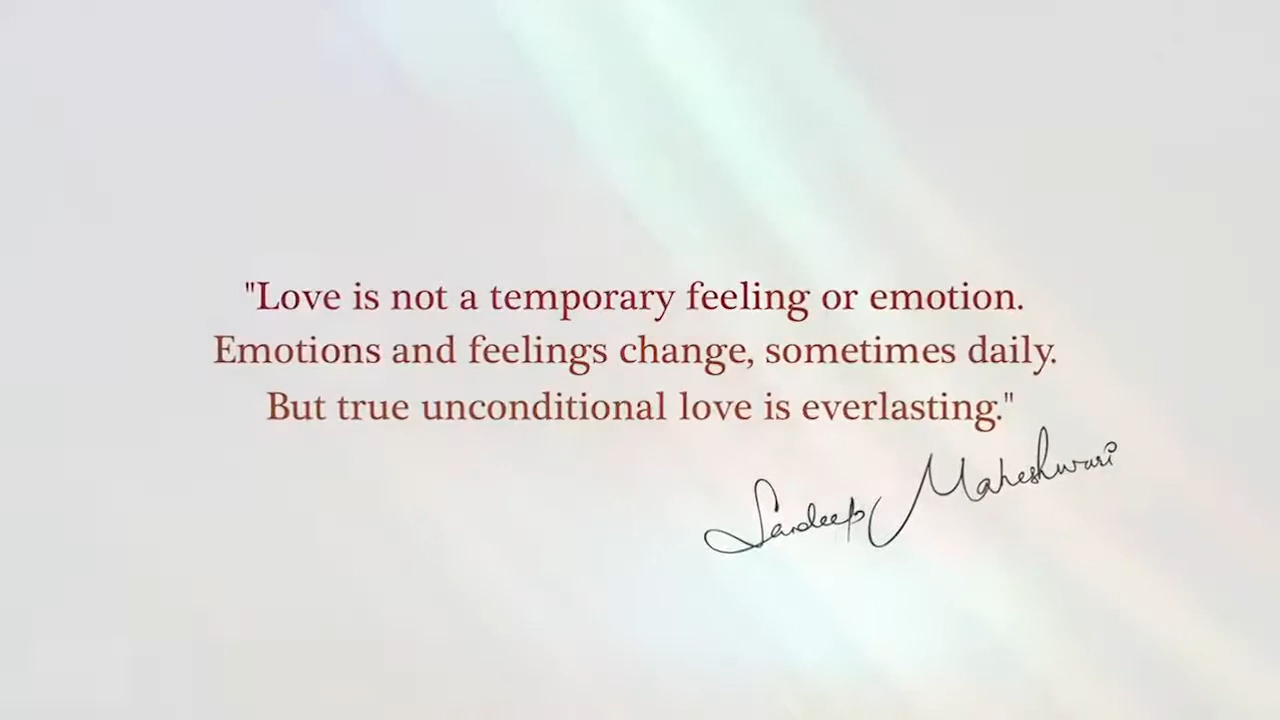 "Love is not a temporary feeling or emotion.
Emotions and feelings change, sometimes daily.
But true unconditional love is everlasting."
Sandeep Maheshwari